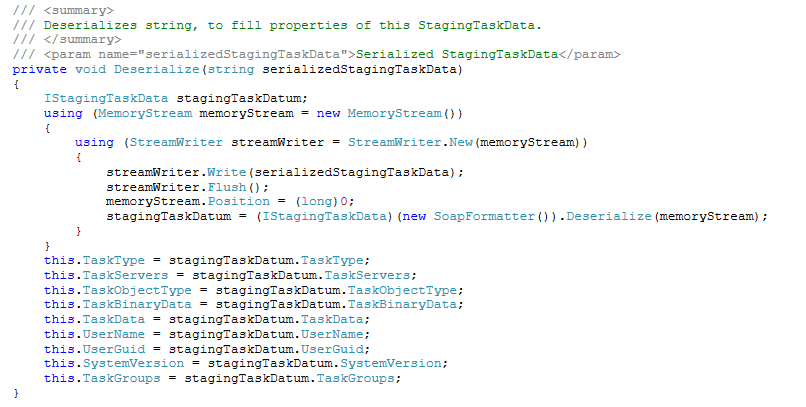 /// <summary>
/// Deserializes string, to fill properties of this StagingTaskData.
/// </summary>
/// <param name="serializedStagingTaskData">Serialized StagingTaskData</param>
private void Deserialize(string serializedStagingTaskData)
{
    IStagingTaskData stagingTaskDatum;
    using (MemoryStream memoryStream = new MemoryStream())
    {
        using (StreamWriter streamWriter = StreamWriter.New(memoryStream))
        {
            streamWriter.Write(serializedStagingTaskData);
            streamWriter.Flush();
            memoryStream.Position = (long)0;
            stagingTaskDatum = (IStagingTaskData)(new SoapFormatter()).Deserialize(memoryStream);
        }
    }
    this.TaskType = stagingTaskDatum.TaskType;
    this.TaskServers = stagingTaskDatum.TaskServers;
    this.TaskObjectType = stagingTaskDatum.TaskObjectType;
    this.TaskBinaryData = stagingTaskDatum.TaskBinaryData;
    this.TaskData = stagingTaskDatum.TaskData;
    this.UserName = stagingTaskDatum.UserName;
    this.UserGuid = stagingTaskDatum.UserGuid;
    this.SystemVersion = stagingTaskDatum.SystemVersion;
    this.TaskGroups = stagingTaskDatum.TaskGroups;
}